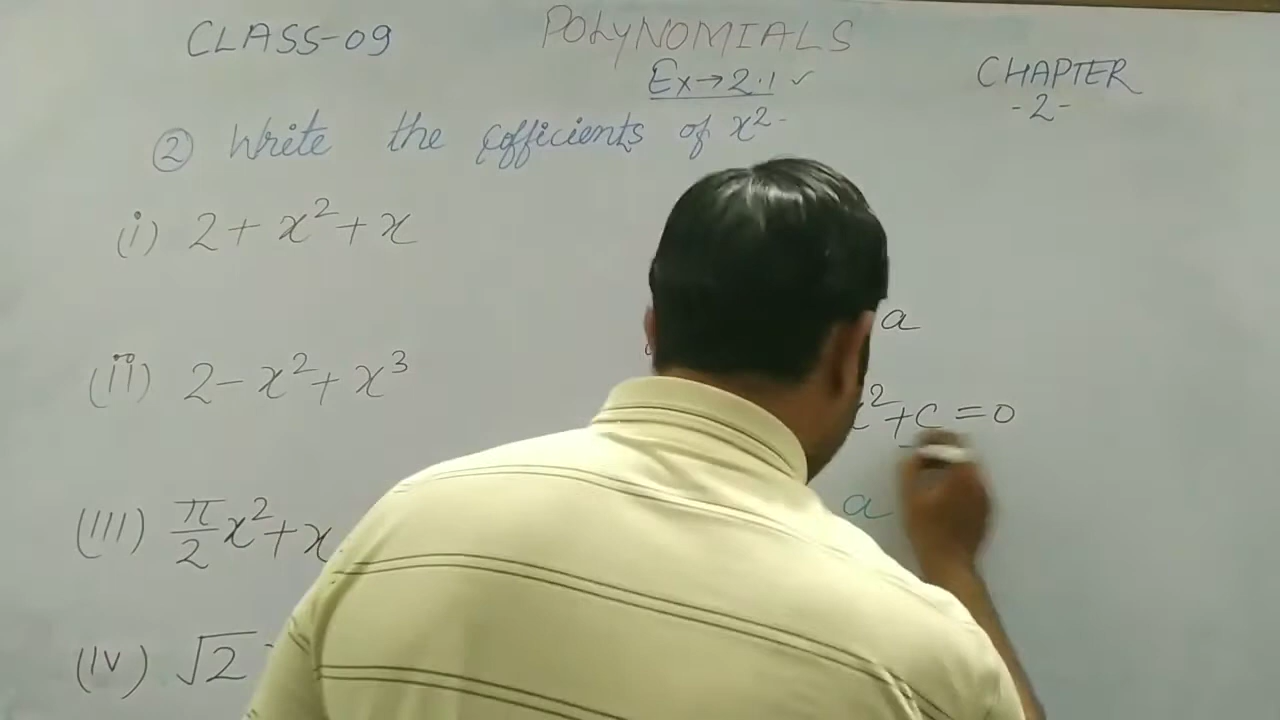 CLASS-09 POLYNOMIALS
Ex→2.1 ✓
CHAPTER
-2-
② Write the cofficients of x²-
(i) 2+x²+x
a
(ii) 2-x²+x³
²+c=0
a
(III) π/2 x²+x
(IV) √2